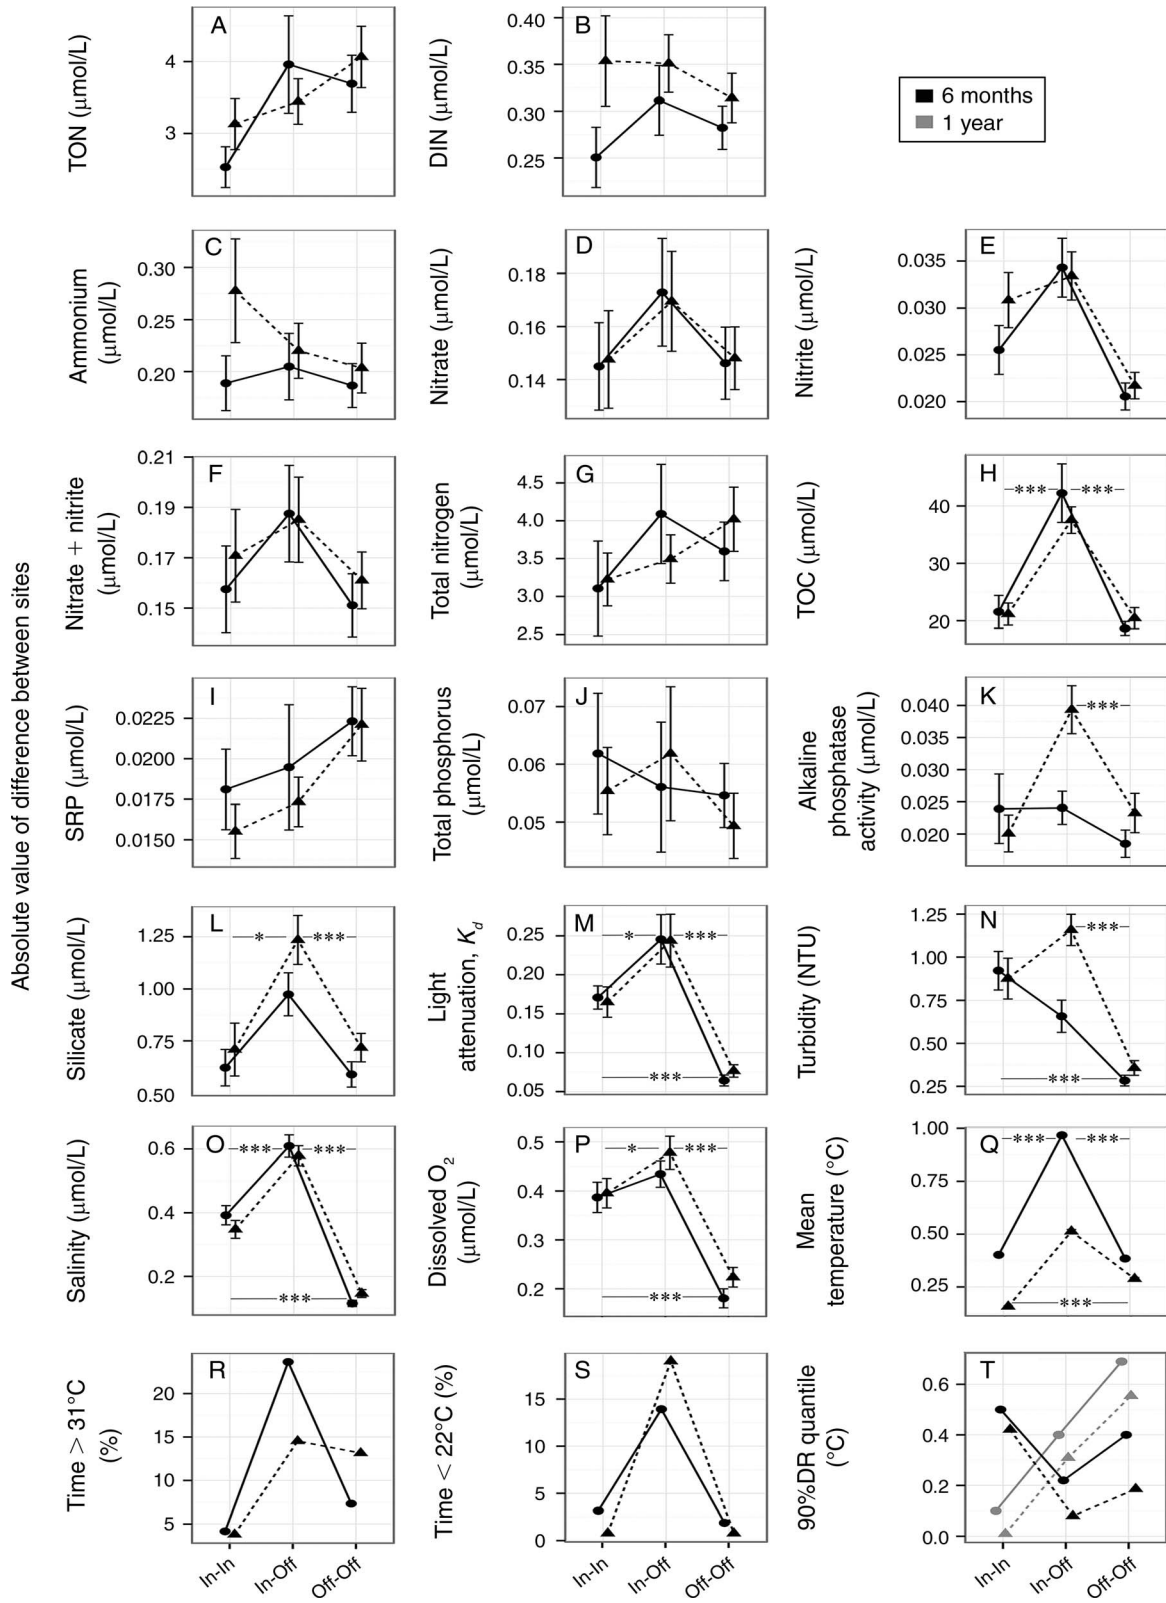 Absolute value of difference between sites
6 months
1 year
A
TON (μmol/L)
4
3
B
DIN (μmol/L)
0.40
0.35
0.30
0.25
C
Ammonium
(μmol/L)
0.30
0.25
0.20
D
Nitrate (μmol/L)
0.18
0.16
0.14
E
Nitrite (μmol/L)
0.035
0.030
0.025
0.020
F
Nitrate + nitrite
(μmol/L)
0.21
0.19
0.17
0.15
G
Total nitrogen
(μmol/L)
4.5
4.0
3.5
3.0
2.5
H
TOC (μmol/L)
*** ***
40
30
20
I
SRP (μmol/L)
0.0225
0.0200
0.0175
0.0150
J
Total phosphorus
(μmol/L)
0.07
0.06
0.05
K
Alkaline
phosphatase
activity (μmol/L)
***
0.040
0.035
0.025
0.020
L
Silicate (μmol/L)
* ***
1.25
1.00
0.75
0.50
M
Light
attenuation, K_d
* ***
0.25
0.20
0.15
0.10
0.05
***
N
Turbidity (NTU)
***
1.25
1.00
0.75
0.50
0.25
***
O
Salinity (μmol/L)
*** ***
0.6
0.4
0.2
***
P
Dissolved O₂
(μmol/L)
* ***
0.5
0.4
0.3
0.2
***
Q
Mean
temperature (°C)
*** ***
1.00
0.75
0.50
0.25
***
R
Time > 31°C
(%)
20
15
10
5
In-In
In-Off
Off-Off
S
Time < 22°C (%)
15
10
5
0
In-In
In-Off
Off-Off
T
90%DR quantile
(°C)
0.6
0.4
0.2
0.0
In-In
In-Off
Off-Off